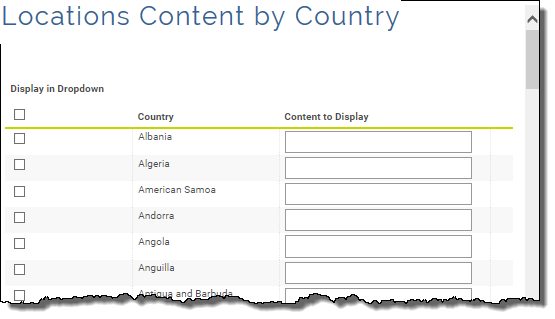 Locations Content by Country
Display in Dropdown
Country Content to Display
Albania
Algeria
American Samoa
Andorra
Angola
Anguilla
Antigua and Barbuda